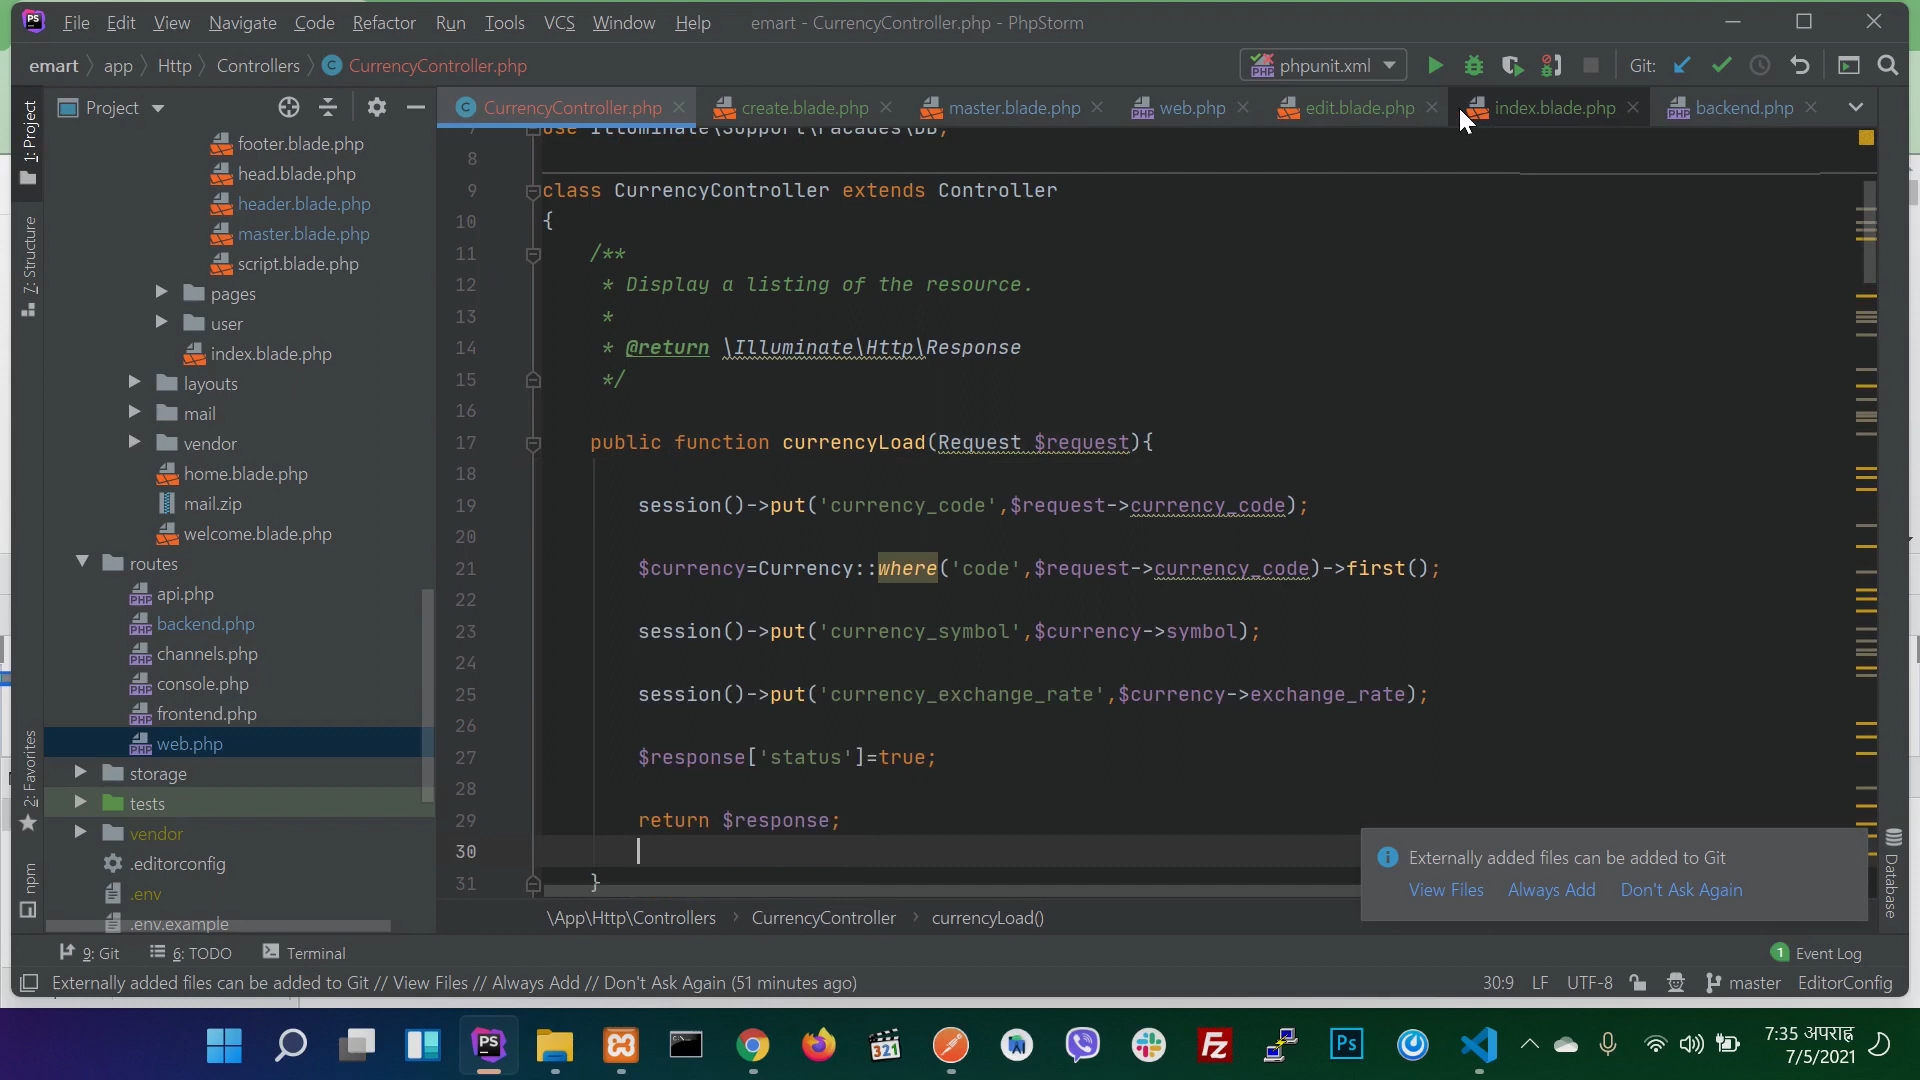 File Edit View Navigate Code Refactor Run Tools VCS Window Help emart - CurrencyController.php - PhpStorm
emart app Http Controllers C CurrencyController.php phpunit.xml Git:
Project CurrencyController.php create.blade.php master.blade.php web.php edit.blade.php index.blade.php backend.php
1: Project
7: Structure
2: Favorites
npm
footer.blade.php
head.blade.php
header.blade.php
master.blade.php
script.blade.php
pages
user
index.blade.php
layouts
mail
vendor
home.blade.php
mail.zip
welcome.blade.php
routes
api.php
backend.php
channels.php
console.php
frontend.php
web.php
storage
tests
vendor
.editorconfig
.env
.env.example
7 use Illuminate\Support\Facades\DB;
8
9 class CurrencyController extends Controller
10 {
11 /**
12 * Display a listing of the resource.
13 *
14 * @return \Illuminate\Http\Response
15 */
16
17 public function currencyLoad(Request $request){
18
19 session()->put('currency_code',$request->currency_code);
20
21 $currency=Currency::where('code',$request->currency_code)->first();
22
23 session()->put('currency_symbol',$currency->symbol);
24
25 session()->put('currency_exchange_rate',$currency->exchange_rate);
26
27 $response['status']=true;
28
29 return $response;
30
31 }
Externally added files can be added to Git
View Files Always Add Don't Ask Again
Database
\App\Http\Controllers › CurrencyController › currencyLoad()
9: Git 6: TODO Terminal 1 Event Log
Externally added files can be added to Git // View Files // Always Add // Don't Ask Again (51 minutes ago) 30:9 LF UTF-8 master EditorConfig
PS 321 Fz Ps
7:35 अपराह्न
7/5/2021